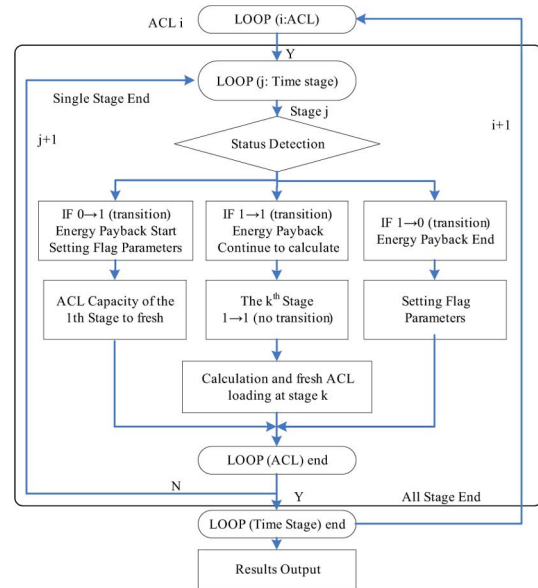 ACL i
LOOP (i:ACL)
Y
LOOP (j: Time stage)
Single Stage End
Stage j
i+1
j+1
Status Detection
IF 0→1 (transition)
Energy Payback Start
Setting Flag Parameters
IF 1→1 (transition)
Energy Payback
Continue to calculate
IF 1→0 (transition)
Energy Payback End
ACL Capacity of the
1th Stage to fresh
The kth Stage
1→1 (no transition)
Setting Flag
Parameters
Calculation and fresh ACL
loading at stage k
LOOP (ACL) end
N
Y
All Stage End
LOOP (Time Stage) end
Results Output